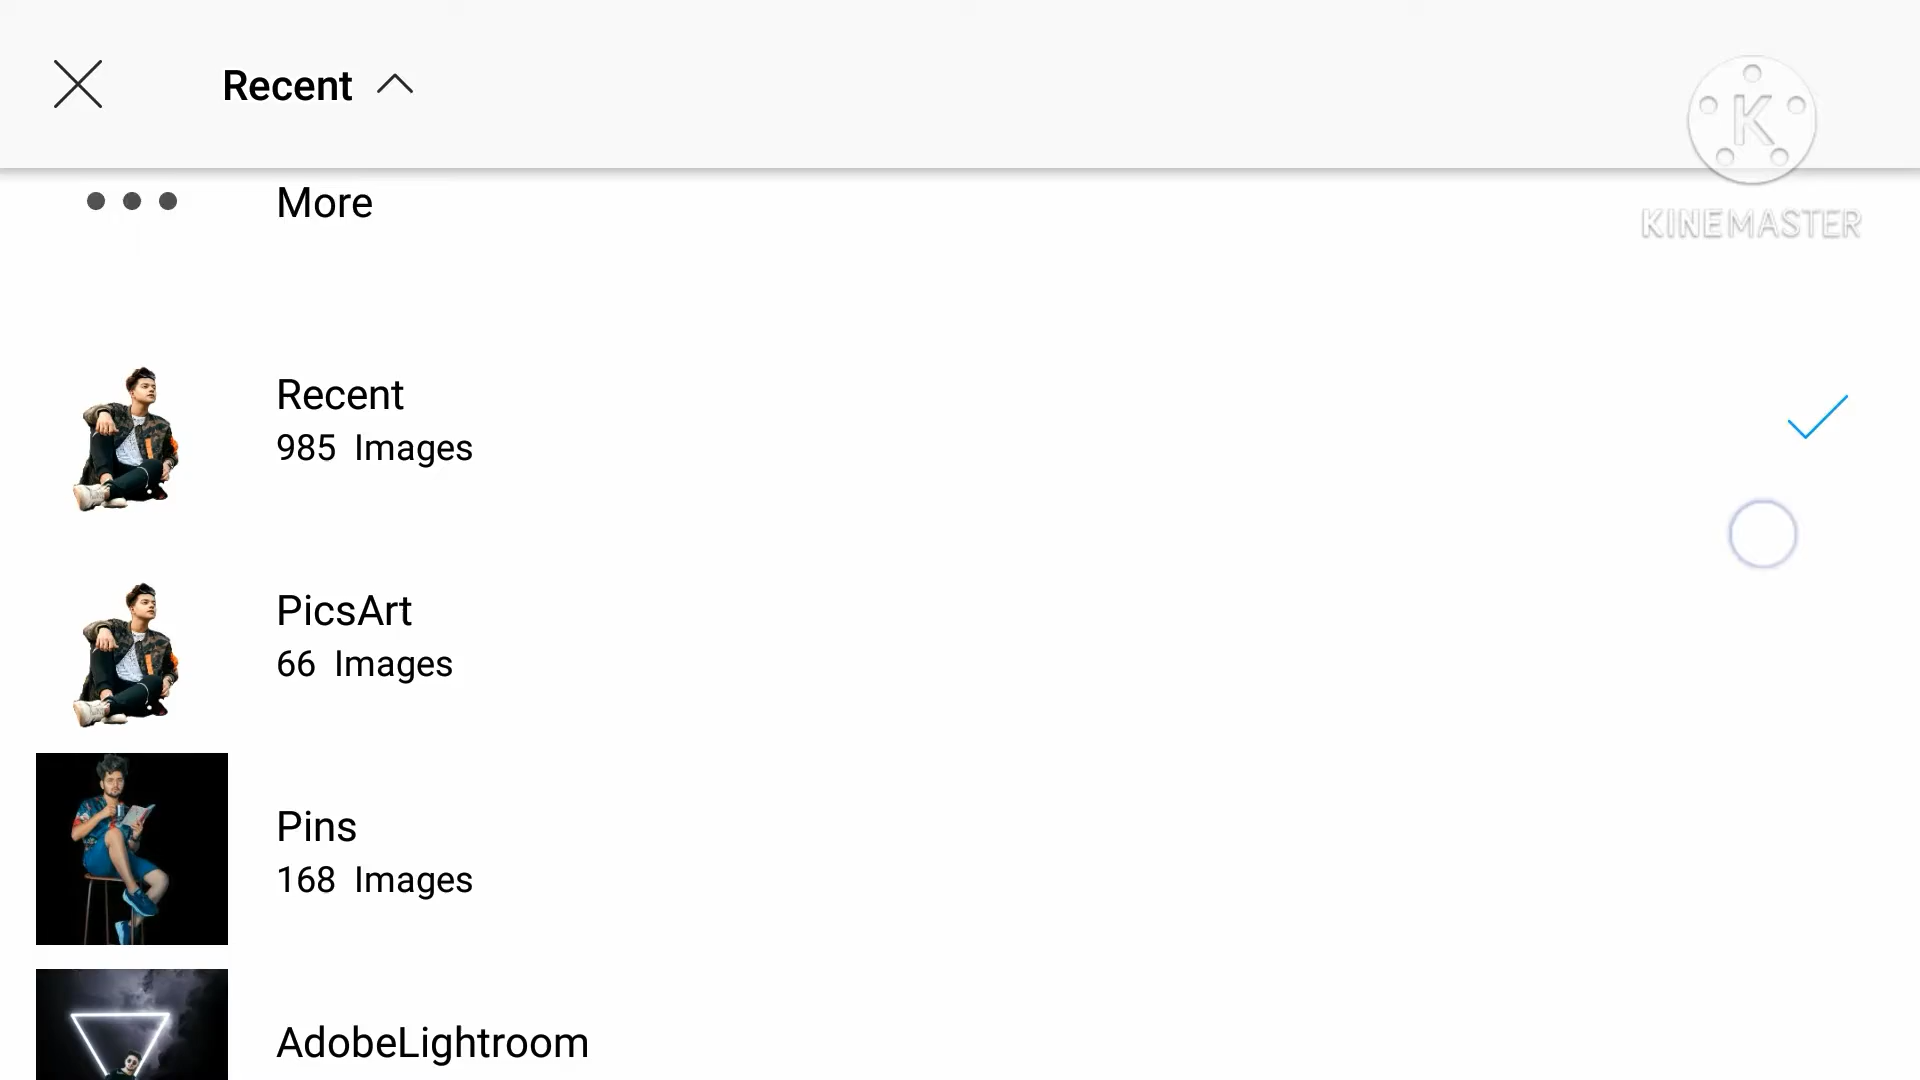 Recent
K
KINEMASTER
More
Recent
985 Images
PicsArt
66 Images
Pins
168 Images
AdobeLightroom